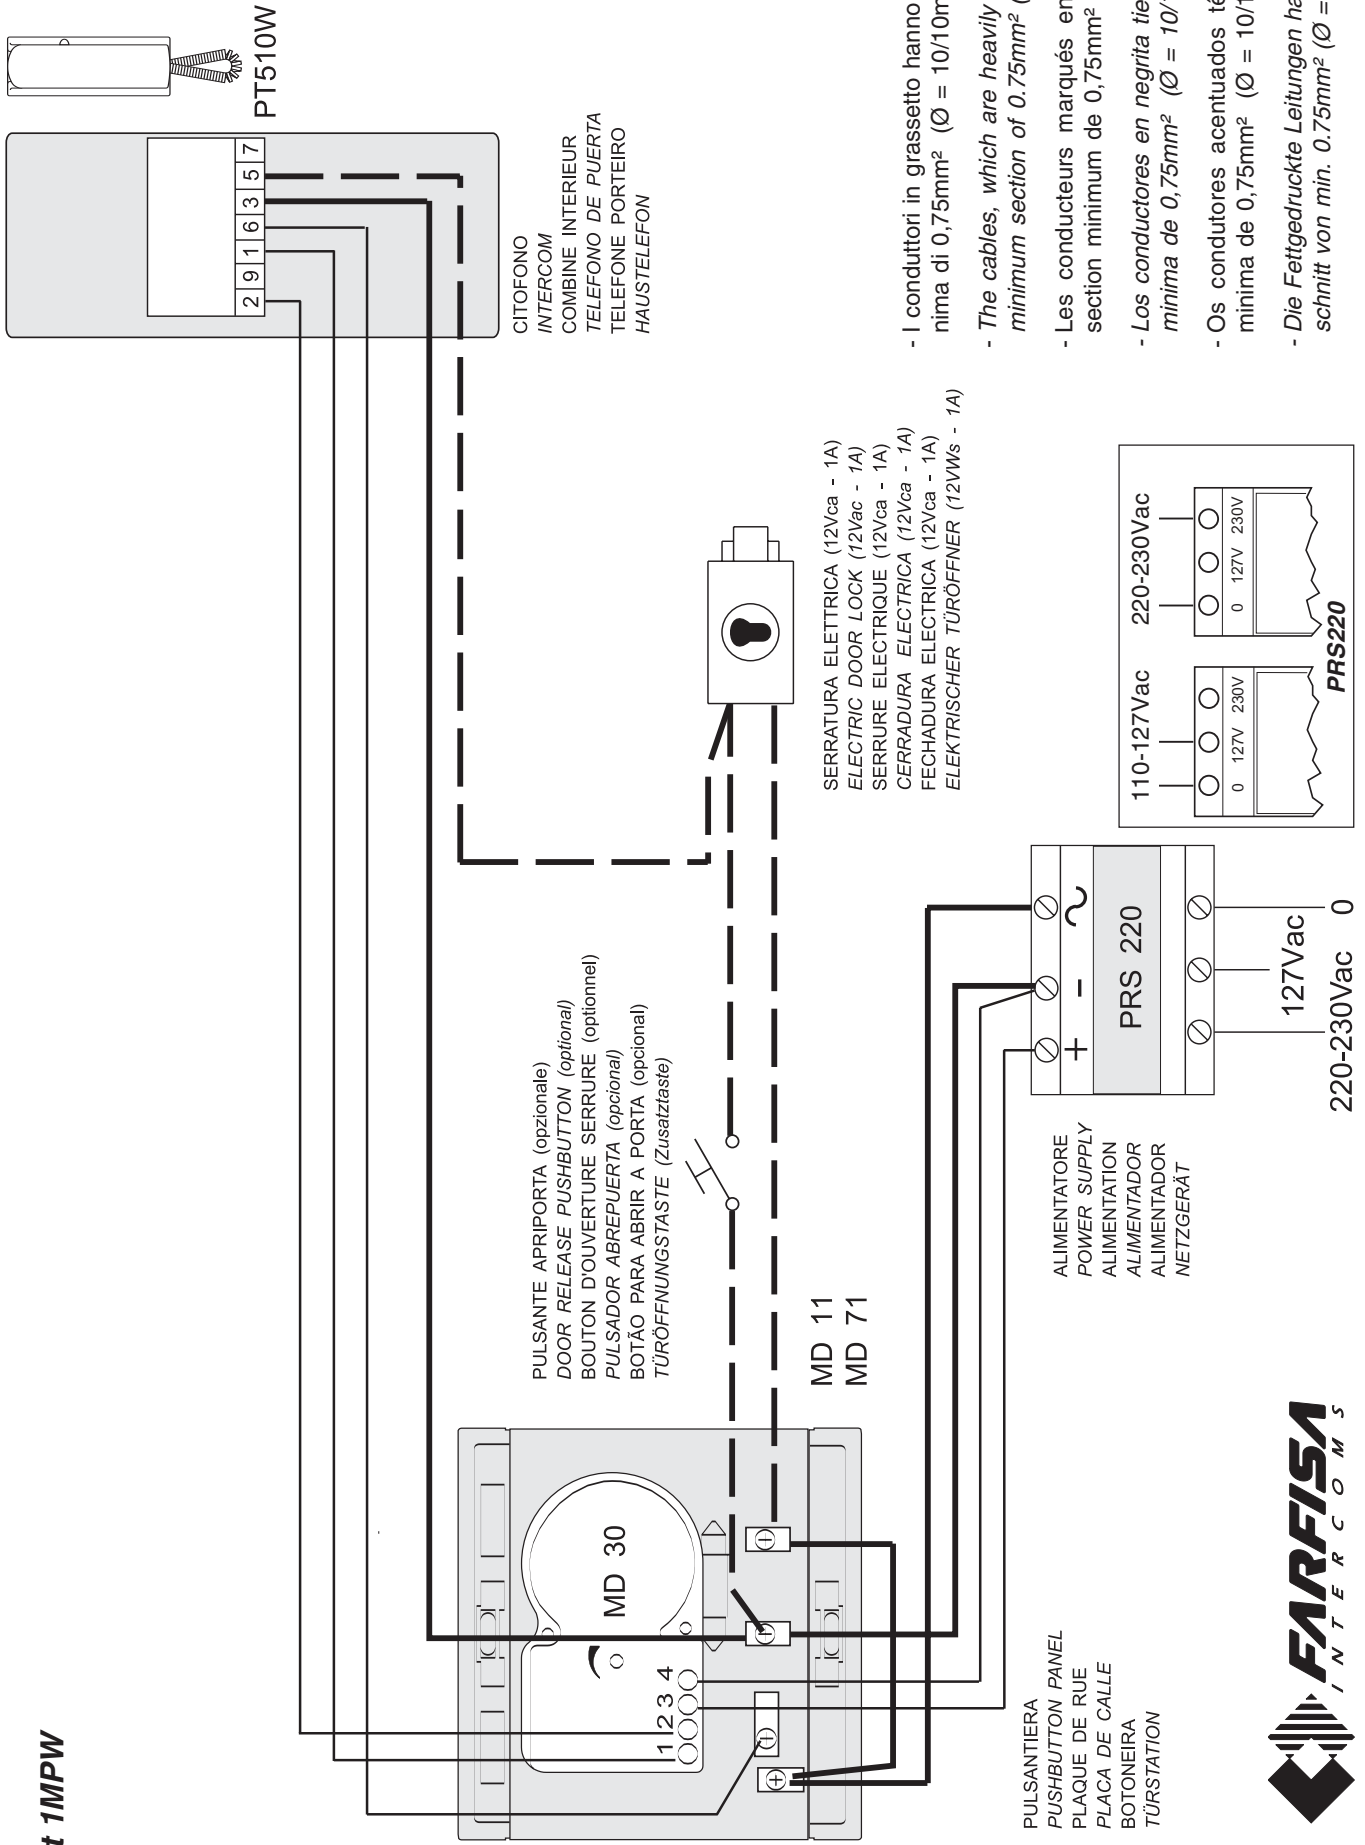 t 1MPW
PT510W
2 9 1 6 3 5 7
CITOFONO
INTERCOM
COMBINE INTERIEUR
TELEFONO DE PUERTA
TELEFONE PORTEIRO
HAUSTELEFON
PULSANTE APRIPORTA (opzionale)
DOOR RELEASE PUSHBUTTON (optional)
BOUTON D'OUVERTURE SERRURE (optionnel)
PULSADOR ABREPUERTA (opcional)
BOTÃO PARA ABRIR A PORTA (opcional)
TÜRÖFFNUNGSTASTE (Zusatztaste)
MD 30
1 2 3 4
MD 11
MD 71
SERRATURA ELETTRICA (12Vca - 1A)
ELECTRIC DOOR LOCK (12Vac - 1A)
SERRURE ELECTRIQUE (12Vca - 1A)
CERRADURA ELECTRICA (12Vca - 1A)
FECHADURA ELECTRICA (12Vca - 1A)
ELEKTRISCHER TÜRÖFFNER (12VWs - 1A)
- I conduttori in grassetto hanno
nima di 0,75mm² (Ø = 10/10m
- The cables, which are heavily
minimum section of 0.75mm² (
- Les conducteurs marqués en
section minimum de 0,75mm²
- Los conductores en negrita tie
minima de 0,75mm² (Ø = 10/1
- Os condutores acentuados té
minima de 0,75mm² (Ø = 10/1
- Die Fettgedruckte Leitungen ha
schnitt von min. 0.75mm² (Ø =
PULSANTIERA
PUSHBUTTON PANEL
PLAQUE DE RUE
PLACA DE CALLE
BOTONEIRA
TÜRSTATION
ALIMENTATORE
POWER SUPPLY
ALIMENTATION
ALIMENTADOR
ALIMENTADOR
NETZGERÄT
+ - ~
PRS 220
127Vac
220-230Vac 0
110-127Vac
0 127V 230V
220-230Vac
0 127V 230V
PRS220
FARFISA
INTERCOMS